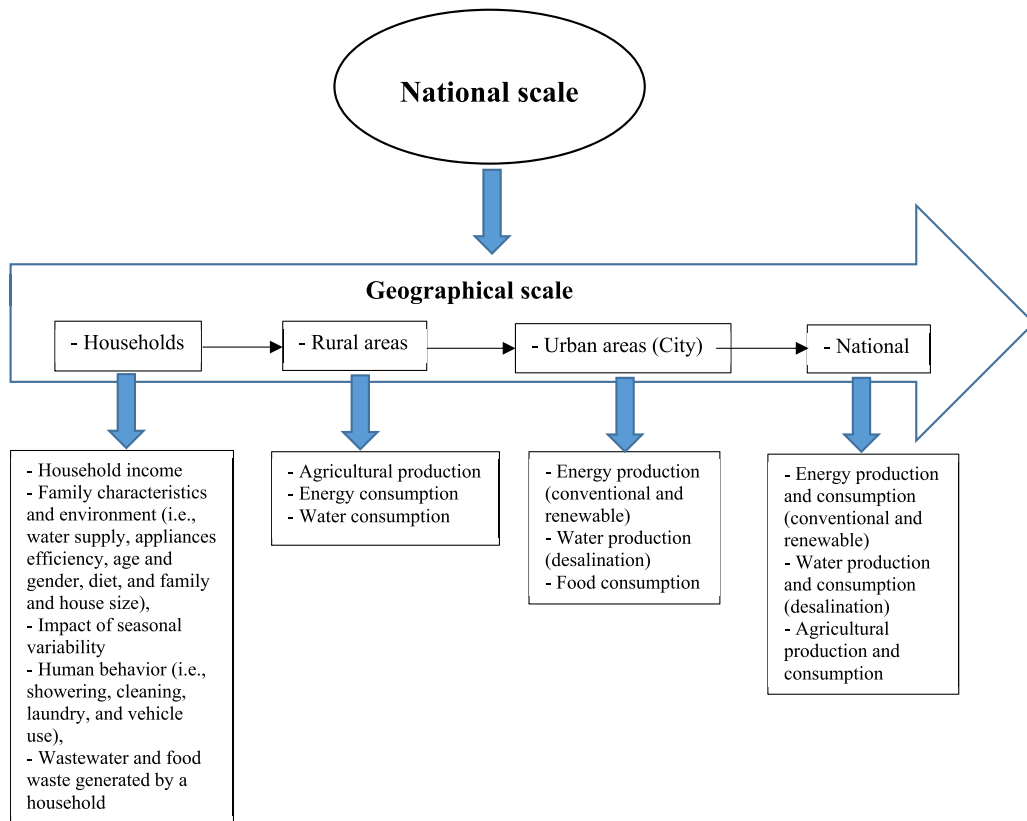 National scale
Geographical scale
- Households
- Rural areas
- Urban areas (City)
- National
- Household income
- Family characteristics
and environment (i.e.,
water supply, appliances
efficiency, age and
gender, diet, and family
and house size),
- Impact of seasonal
variability
- Human behavior (i.e.,
showering, cleaning,
laundry, and vehicle
use),
- Wastewater and food
waste generated by a
household
- Agricultural production
- Energy consumption
- Water consumption
- Energy production
(conventional and
renewable)
- Water production
(desalination)
- Food consumption
- Energy production
and consumption
(conventional and
renewable)
- Water production
and consumption
(desalination)
- Agricultural
production and
consumption